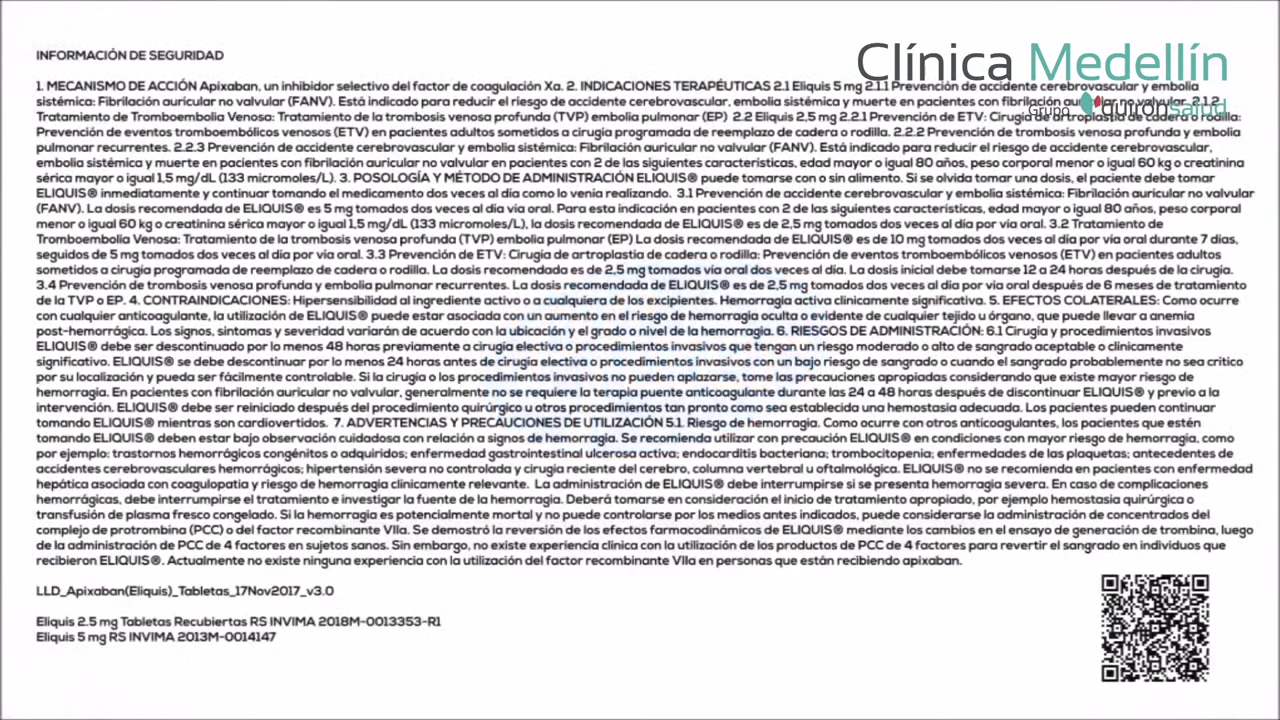 Clínica Medellín
Grupo quirónsalud
INFORMACIÓN DE SEGURIDAD
1. MECANISMO DE ACCIÓN Apixaban, un inhibidor selectivo del factor de coagulación Xa. 2. INDICACIONES TERAPÉUTICAS 2.1 Eliquis 5 mg 2.1.1 Prevención de accidente cerebrovascular y embolia
sistémica: Fibrilación auricular no valvular (FANV). Está indicado para reducir el riesgo de accidente cerebrovascular, embolia sistémica y muerte en pacientes con fibrilación auricular no valvular. 2.1.2
Tratamiento de Tromboembolia Venosa: Tratamiento de la trombosis venosa profunda (TVP) embolia pulmonar (EP) 2.2 Eliquis 2,5 mg 2.2.1 Prevención de ETV: Cirugía de artroplastia de cadera o rodilla:
Prevención de eventos tromboembólicos venosos (ETV) en pacientes adultos sometidos a cirugía programada de reemplazo de cadera o rodilla. 2.2.2 Prevención de trombosis venosa profunda y embolia
pulmonar recurrentes. 2.2.3 Prevención de accidente cerebrovascular y embolia sistémica: Fibrilación auricular no valvular (FANV). Está indicado para reducir el riesgo de accidente cerebrovascular,
embolia sistémica y muerte en pacientes con fibrilación auricular no valvular en pacientes con 2 de las siguientes características, edad mayor o igual 80 años, peso corporal menor o igual 60 kg o creatinina
sérica mayor o igual 1,5 mg/dL (133 micromoles/L). 3. POSOLOGÍA Y MÉTODO DE ADMINISTRACIÓN ELIQUIS® puede tomarse con o sin alimento. Si se olvida tomar una dosis, el paciente debe tomar
ELIQUIS® inmediatamente y continuar tomando el medicamento dos veces al día como lo venía realizando. 3.1 Prevención de accidente cerebrovascular y embolia sistémica: Fibrilación auricular no valvular
(FANV). La dosis recomendada de ELIQUIS® es 5 mg tomados dos veces al día vía oral. Para esta indicación en pacientes con 2 de las siguientes características, edad mayor o igual 80 años, peso corporal
menor o igual 60 kg o creatinina sérica mayor o igual 1,5 mg/dL (133 micromoles/L), la dosis recomendada de ELIQUIS® es de 2,5 mg tomados dos veces al día por vía oral. 3.2 Tratamiento de
Tromboembolia Venosa: Tratamiento de la trombosis venosa profunda (TVP) embolia pulmonar (EP) La dosis recomendada de ELIQUIS® es de 10 mg tomados dos veces al día por vía oral durante 7 días,
seguidos de 5 mg tomados dos veces al día por vía oral. 3.3 Prevención de ETV: Cirugía de artroplastia de cadera o rodilla: Prevención de eventos tromboembólicos venosos (ETV) en pacientes adultos
sometidos a cirugía programada de reemplazo de cadera o rodilla. La dosis recomendada es de 2,5 mg tomados vía oral dos veces al día. La dosis inicial debe tomarse 12 a 24 horas después de la cirugía.
3.4 Prevención de trombosis venosa profunda y embolia pulmonar recurrentes. La dosis recomendada de ELIQUIS® es de 2,5 mg tomados dos veces al día por vía oral después de 6 meses de tratamiento
de la TVP o EP. 4. CONTRAINDICACIONES: Hipersensibilidad al ingrediente activo o a cualquiera de los excipientes. Hemorragia activa clínicamente significativa. 5. EFECTOS COLATERALES: Como ocurre
con cualquier anticoagulante, la utilización de ELIQUIS® puede estar asociada con un aumento en el riesgo de hemorragia oculta o evidente de cualquier tejido u órgano, que puede llevar a anemia
post-hemorrágica. Los signos, síntomas y severidad variarán de acuerdo con la ubicación y el grado o nivel de la hemorragia. 6. RIESGOS DE ADMINISTRACIÓN: 6.1 Cirugía y procedimientos invasivos
ELIQUIS® debe ser descontinuado por lo menos 48 horas previamente a cirugía electiva o procedimientos invasivos que tengan un riesgo moderado o alto de sangrado aceptable o clínicamente
significativo. ELIQUIS® se debe descontinuar por lo menos 24 horas antes de cirugía electiva o procedimientos invasivos con un bajo riesgo de sangrado o cuando el sangrado probablemente no sea crítico
por su localización y pueda ser fácilmente controlable. Si la cirugía o los procedimientos invasivos no pueden aplazarse, tome las precauciones apropiadas considerando que existe mayor riesgo de
hemorragia. En pacientes con fibrilación auricular no valvular, generalmente no se requiere la terapia puente anticoagulante durante las 24 a 48 horas después de discontinuar ELIQUIS® y previo a la
intervención. ELIQUIS® debe ser reiniciado después del procedimiento quirúrgico u otros procedimientos tan pronto como sea establecida una hemostasia adecuada. Los pacientes pueden continuar
tomando ELIQUIS® mientras son cardiovertidos. 7. ADVERTENCIAS Y PRECAUCIONES DE UTILIZACIÓN 5.1. Riesgo de hemorragia. Como ocurre con otros anticoagulantes, los pacientes que estén
tomando ELIQUIS® deben estar bajo observación cuidadosa con relación a signos de hemorragia. Se recomienda utilizar con precaución ELIQUIS® en condiciones con mayor riesgo de hemorragia, como
por ejemplo: trastornos hemorrágicos congénitos o adquiridos; enfermedad gastrointestinal ulcerosa activa; endocarditis bacteriana; trombocitopenia; enfermedades de las plaquetas; antecedentes de
accidentes cerebrovasculares hemorrágicos; hipertensión severa no controlada y cirugía reciente del cerebro, columna vertebral u oftalmológica. ELIQUIS® no se recomienda en pacientes con enfermedad
hepática asociada con coagulopatía y riesgo de hemorragia clínicamente relevante. La administración de ELIQUIS® debe interrumpirse si se presenta hemorragia severa. En caso de complicaciones
hemorrágicas, debe interrumpirse el tratamiento e investigar la fuente de la hemorragia. Deberá tomarse en consideración el inicio de tratamiento apropiado, por ejemplo hemostasia quirúrgica o
transfusión de plasma fresco congelado. Si la hemorragia es potencialmente mortal y no puede controlarse por los medios antes indicados, puede considerarse la administración de concentrados del
complejo de protrombina (PCC) o del factor recombinante VIIa. Se demostró la reversión de los efectos farmacodinámicos de ELIQUIS® mediante los cambios en el ensayo de generación de trombina, luego
de la administración de PCC de 4 factores en sujetos sanos. Sin embargo, no existe experiencia clínica con la utilización de los productos de PCC de 4 factores para revertir el sangrado en individuos que
recibieron ELIQUIS®. Actualmente no existe ninguna experiencia con la utilización del factor recombinante VIIa en personas que están recibiendo apixaban.
LLD_Apixaban(Eliquis)_Tabletas_17Nov2017_v3.0
Eliquis 2.5 mg Tabletas Recubiertas RS INVIMA 2018M-0013353-R1
Eliquis 5 mg RS INVIMA 2013M-0014147